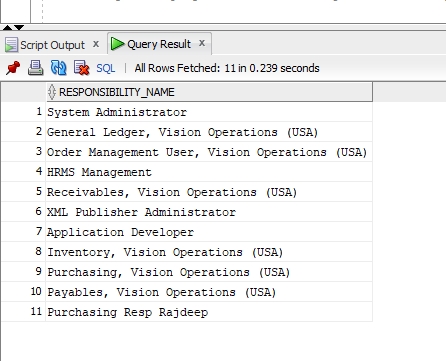 Script Output x Query Result x
SQL | All Rows Fetched: 11 in 0.239 seconds
RESPONSIBILITY_NAME
1 System Administrator
2 General Ledger, Vision Operations (USA)
3 Order Management User, Vision Operations (USA)
4 HRMS Management
5 Receivables, Vision Operations (USA)
6 XML Publisher Administrator
7 Application Developer
8 Inventory, Vision Operations (USA)
9 Purchasing, Vision Operations (USA)
10 Payables, Vision Operations (USA)
11 Purchasing Resp Rajdeep